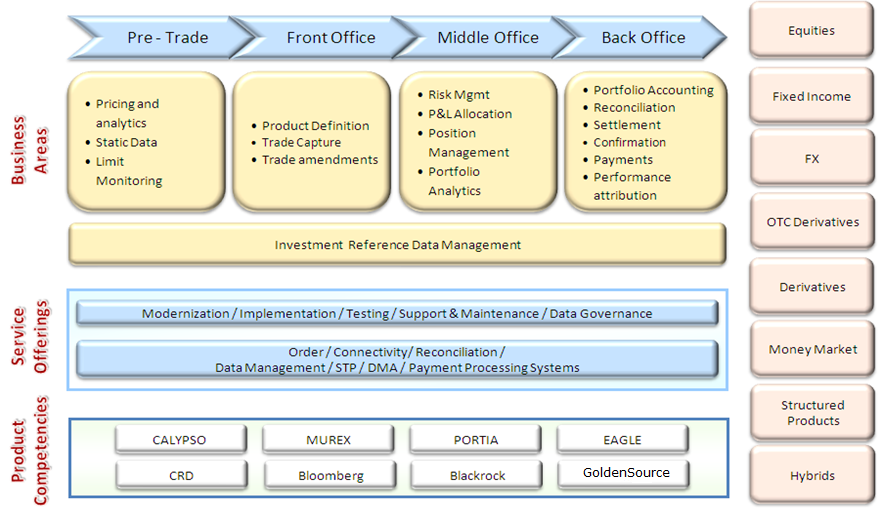 Pre - Trade
Front Office
Middle Office
Back Office
Business
Areas
• Pricing and
analytics
• Static Data
• Limit
Monitoring
• Product Definition
• Trade Capture
• Trade amendments
• Risk Mgmt
• P&L Allocation
• Position
Management
• Portfolio
Analytics
• Portfolio Accounting
• Reconciliation
• Settlement
• Confirmation
• Payments
• Performance
attribution
Investment Reference Data Management
Service
Offerings
Modernization / Implementation / Testing / Support & Maintenance / Data Governance
Order / Connectivity / Reconciliation /
Data Management / STP / DMA / Payment Processing Systems
Product
Competencies
CALYPSO
MUREX
PORTIA
EAGLE
CRD
Bloomberg
Blackrock
GoldenSource
Equities
Fixed Income
FX
OTC Derivatives
Derivatives
Money Market
Structured
Products
Hybrids